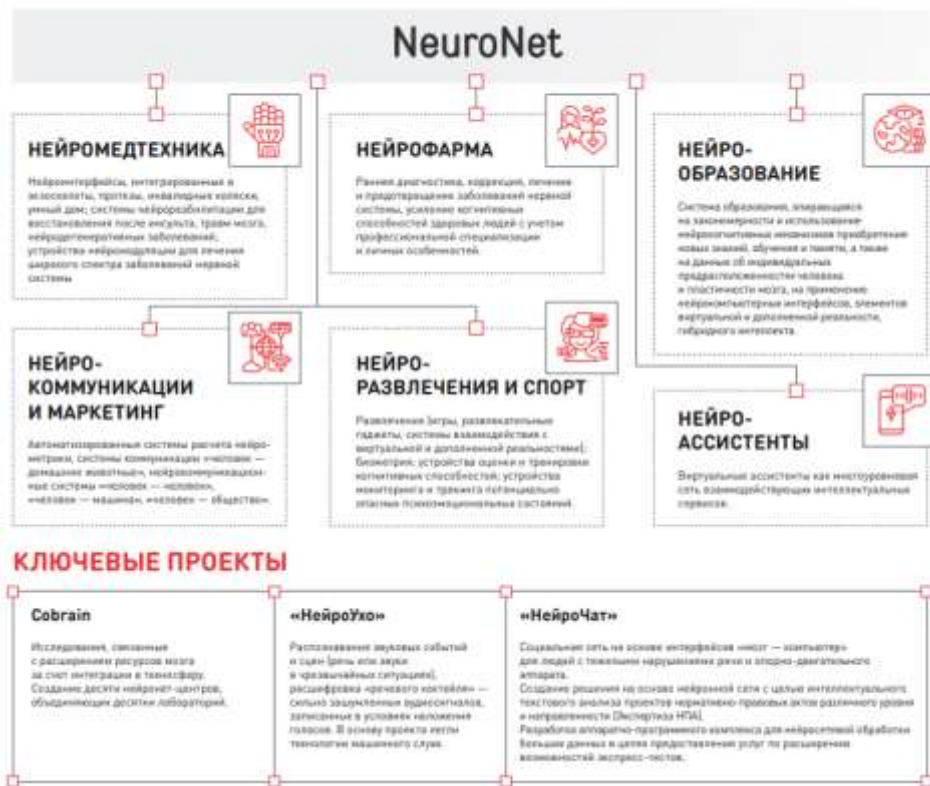 NeuroNet
НЕЙРОМЕДТЕХНИКА
Нейроинтерфейсы, интегрированные в
экзоскелеты, протезы, инвалидные коляски,
умный дом; системы нейрореабилитации для
восстановления после инсульта, травм мозга,
нейродегенеративных заболеваний;
устройства нейромодуляции для лечения
широкого спектра заболеваний нервной
системы
НЕЙРОФАРМА
Ранняя диагностика, коррекция, лечение
и предотвращение заболеваний нервной
системы, усиление когнитивных
способностей здоровых людей с учетом
профессиональной специализации
и личных особенностей.
НЕЙРО-
ОБРАЗОВАНИЕ
Система образования, опирающаяся
на закономерности и использование
нейрокогнитивных механизмов приобретения
новых знаний, обучения и памяти, а также
на данные об индивидуальных
предрасположенностях человека
и пластичности мозга, на применение
нейрокомпьютерных интерфейсов, элементов
виртуальной и дополненной реальности,
гибридного интеллекта.
НЕЙРО-
КОММУНИКАЦИИ
И МАРКЕТИНГ
Автоматизированные системы расчета нейро-
метрики, системы коммуникации «человек —
домашние животные», нейрокоммуникацион-
ные системы «человек — человек»,
«человек — машина», «человек — общество».
НЕЙРО-
РАЗВЛЕЧЕНИЯ И СПОРТ
Развлечения (игры, развлекательные
гаджеты, системы взаимодействия с
виртуальной и дополненной реальностями);
биометрия; устройства оценки и тренировки
когнитивных способностей; устройства
мониторинга и тренинга потенциально
опасных психоэмоциональных состояний.
НЕЙРО-
АССИСТЕНТЫ
Виртуальные ассистенты как многоуровневая
сеть взаимодействующих интеллектуальных
сервисов.
КЛЮЧЕВЫЕ ПРОЕКТЫ
Cobrain
Исследования, связанные
с расширением ресурсов мозга
за счет интеграции в техносферу.
Создание десяти нейронет-центров,
объединяющих десятки лабораторий.
«НейроУхо»
Распознавание звуковых событий
и сцен (речь или звуки
в чрезвычайных ситуациях),
расшифровка «речевого коктейля» —
сильно зашумленных аудиосигналов,
записанных в условиях наложения
голосов. В основу проекта легли
технологии машинного слуха.
«НейроЧат»
Социальная сеть на основе интерфейсов «мозг — компьютер»
для людей с тяжелыми нарушениями речи и опорно-двигательного
аппарата.
Создание решения на основе нейронной сети с целью интеллектуального
текстового анализа проектов нормативно-правовых актов различного уровня
и направленности (Экспертиза НПА).
Разработка аппаратно-программного комплекса для нейросетевой обработки
больших данных в целях предоставления услуг по расширению
возможностей экспресс-тестов.